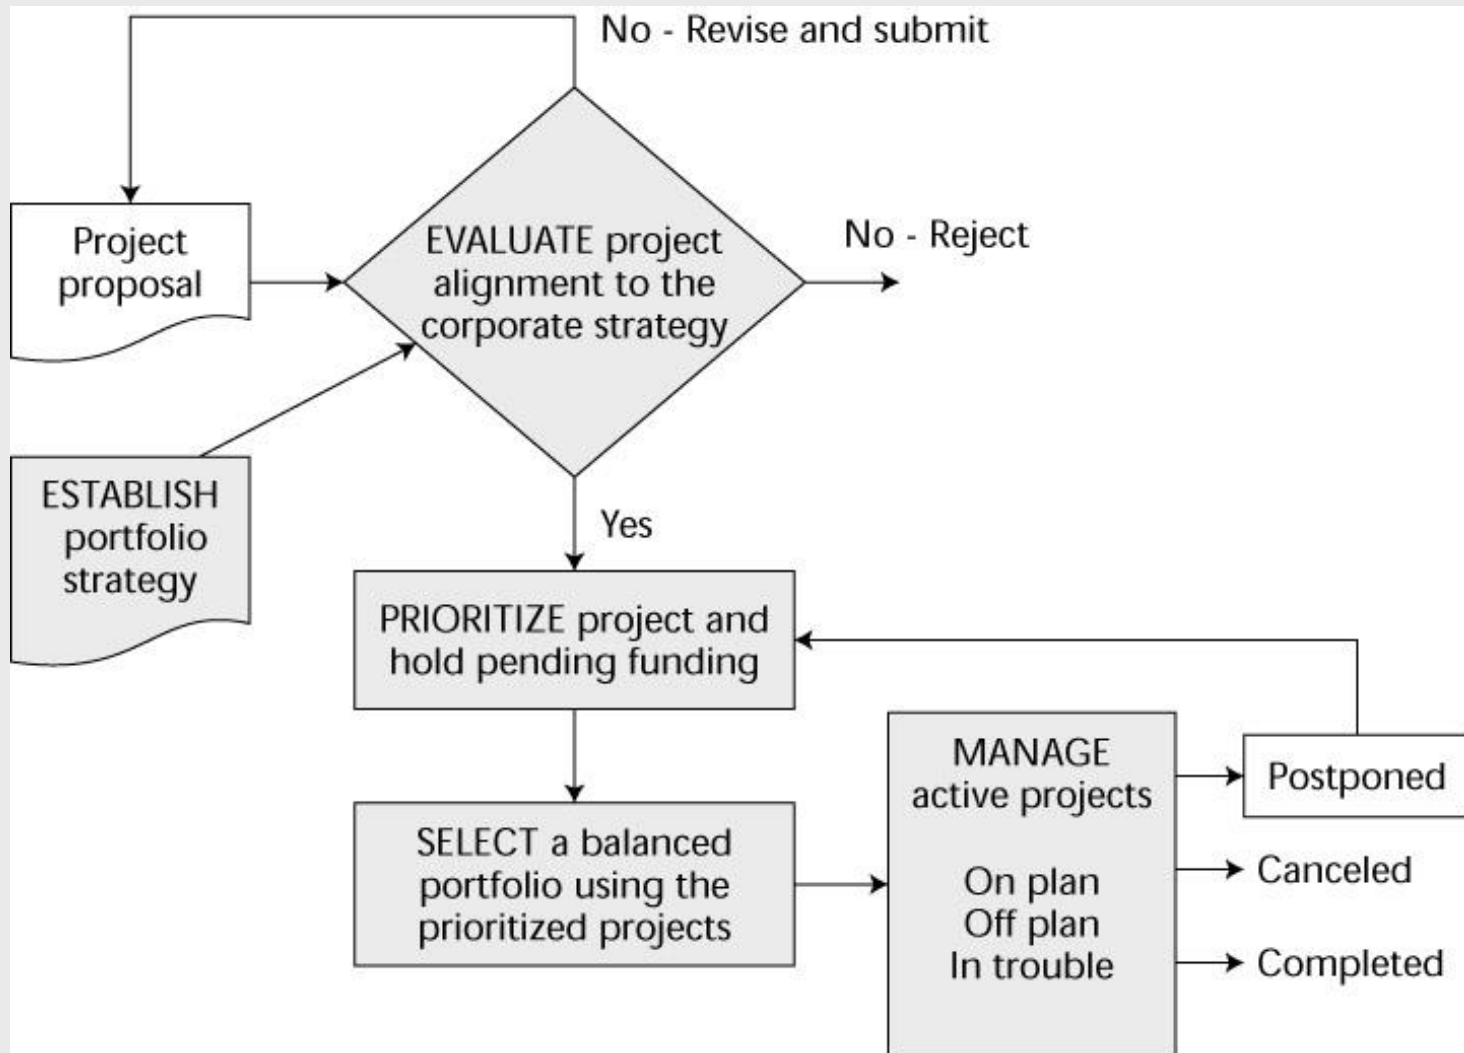 No - Revise and submit
Project
proposal
EVALUATE project
alignment to the
corporate strategy
No - Reject
ESTABLISH
portfolio
strategy
Yes
PRIORITIZE project and
hold pending funding
SELECT a balanced
portfolio using the
prioritized projects
MANAGE
active projects
On plan
Off plan
In trouble
Postponed
Canceled
Completed